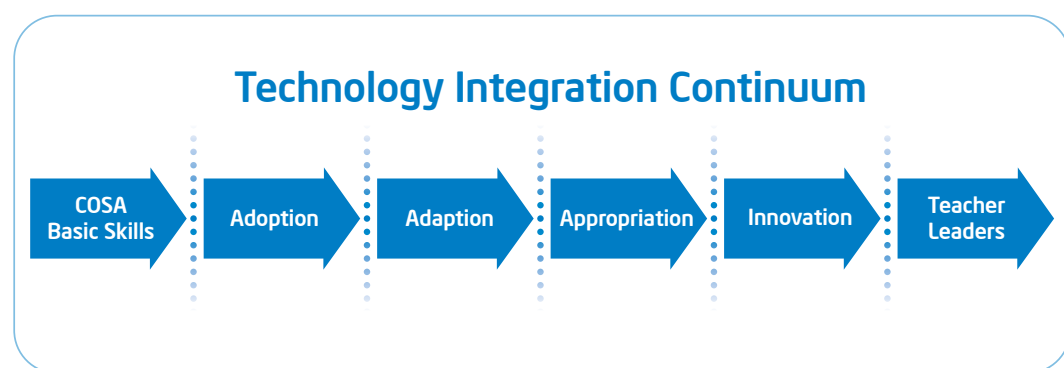 Technology Integration Continuum
COSA
Basic Skills
Adoption
Adaption
Appropriation
Innovation
Teacher
Leaders